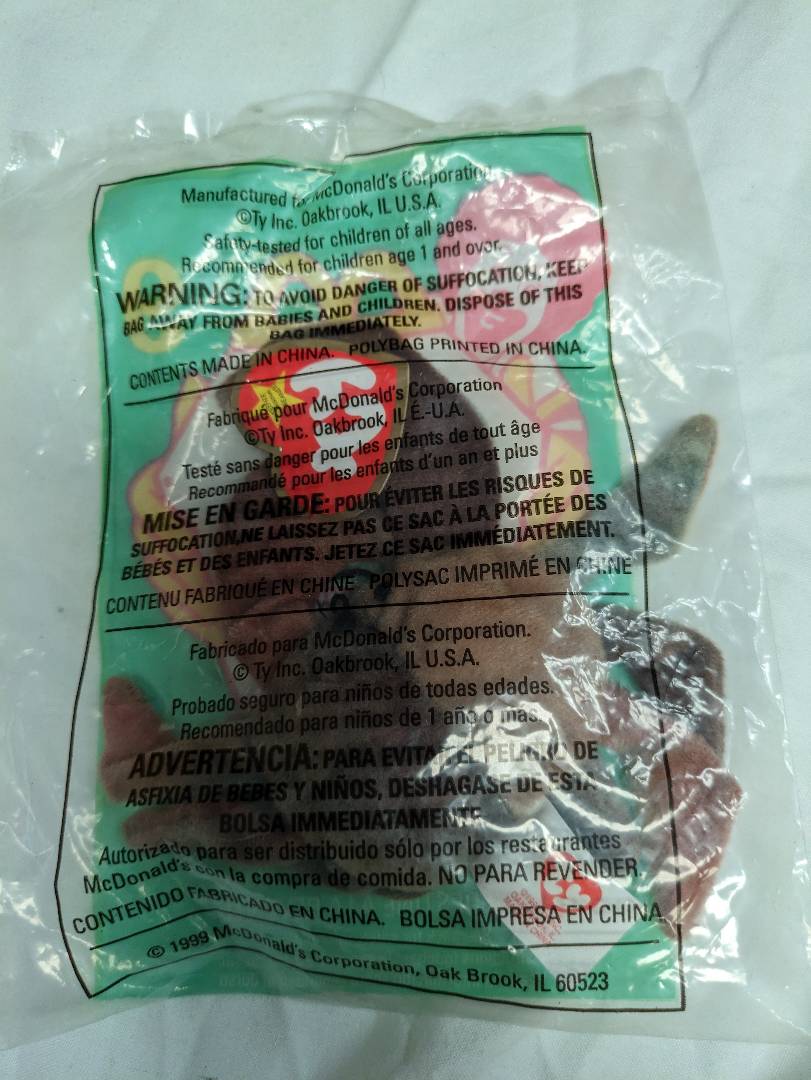 Manufactured for McDonald's Corporation
©Ty Inc. Oakbrook, IL U.S.A.
Safety-tested for children of all ages.
Recommended for children age 1 and over.
WARNING: TO AVOID DANGER OF SUFFOCATION, KEEP
BAG AWAY FROM BABIES AND CHILDREN. DISPOSE OF THIS
BAG IMMEDIATELY.
CONTENTS MADE IN CHINA. POLYBAG PRINTED IN CHINA.
ty
Fabriqué pour McDonald's Corporation
©Ty Inc. Oakbrook, IL É.-U.A.
Testé sans danger pour les enfants de tout âge
Recommandé pour les enfants d'un an et plus
MISE EN GARDE: POUR ÉVITER LES RISQUES DE
SUFFOCATION,NE LAISSEZ PAS CE SAC À LA PORTÉE DES
BÉBÉS ET DES ENFANTS. JETEZ CE SAC IMMÉDIATEMENT.
CONTENU FABRIQUÉ EN CHINE POLYSAC IMPRIMÉ EN CHINE
Fabricado para McDonald's Corporation.
© Ty Inc. Oakbrook, IL U.S.A.
Probado seguro para niños de todas edades.
Recomendado para niños de 1 año o mas.
ADVERTENCIA: PARA EVITAR EL PELIGRO DE
ASFIXIA DE BEBES Y NIÑOS, DESHAGASE DE ESTA
BOLSA IMMEDIATAMENTE
Autorizado para ser distribuido sólo por los restaurantes
McDonald's con la compra de comida. NO PARA REVENDER.
CONTENIDO FABRICADO EN CHINA. BOLSA IMPRESA EN CHINA
© 1999 McDonald's Corporation, Oak Brook, IL 60523